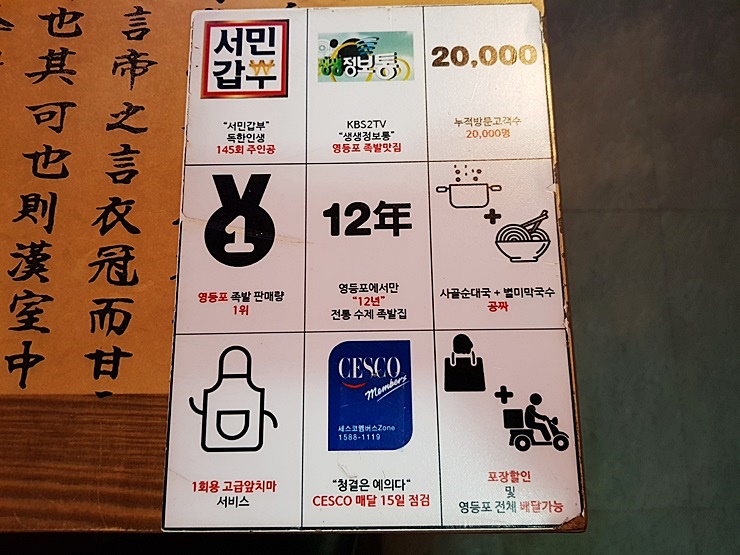 서민
갑부
"서민갑부"
독한인생
145회 주인공
생생정보통
KBS2TV
"생생정보통"
영등포 족발맛집
20,000
누적방문고객수
20,000명
1
영등포 족발 판매량
1위
12年
영등포에서만
"12년"
전통 수제 족발집
사골순대국 + 별미막국수
공짜
1회용 고급앞치마
서비스
CESCO
Members
세스코멤버스Zone
1588-1119
"청결은 예의다"
CESCO 매달 15일 점검
포장할인
및
영등포 전체 배달가능
言帝之言衣冠而甘
也其可也則漢室中